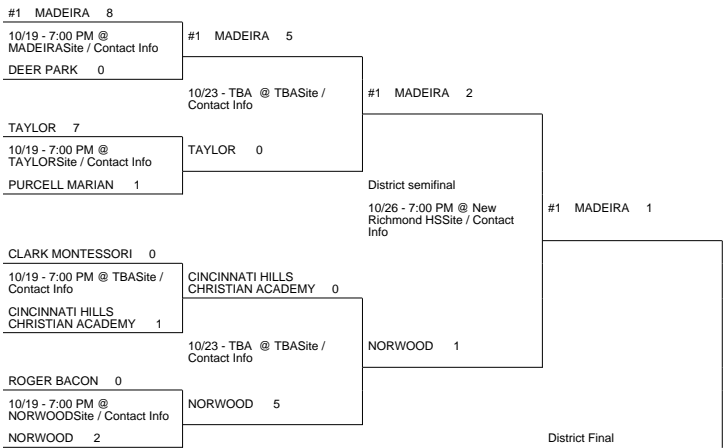 #1 MADEIRA 8
10/19 - 7:00 PM @
MADEIRASite / Contact Info
DEER PARK 0
#1 MADEIRA 5
10/23 - TBA @ TBASite /
Contact Info
#1 MADEIRA 2
TAYLOR 7
10/19 - 7:00 PM @
TAYLORSite / Contact Info
PURCELL MARIAN 1
TAYLOR 0
District semifinal
10/26 - 7:00 PM @ New
Richmond HSSite / Contact
Info
#1 MADEIRA 1
CLARK MONTESSORI 0
10/19 - 7:00 PM @ TBASite /
Contact Info
CINCINNATI HILLS
CHRISTIAN ACADEMY 1
CINCINNATI HILLS
CHRISTIAN ACADEMY 0
10/23 - TBA @ TBASite /
Contact Info
NORWOOD 1
ROGER BACON 0
10/19 - 7:00 PM @
NORWOODSite / Contact Info
NORWOOD 2
NORWOOD 5
District Final